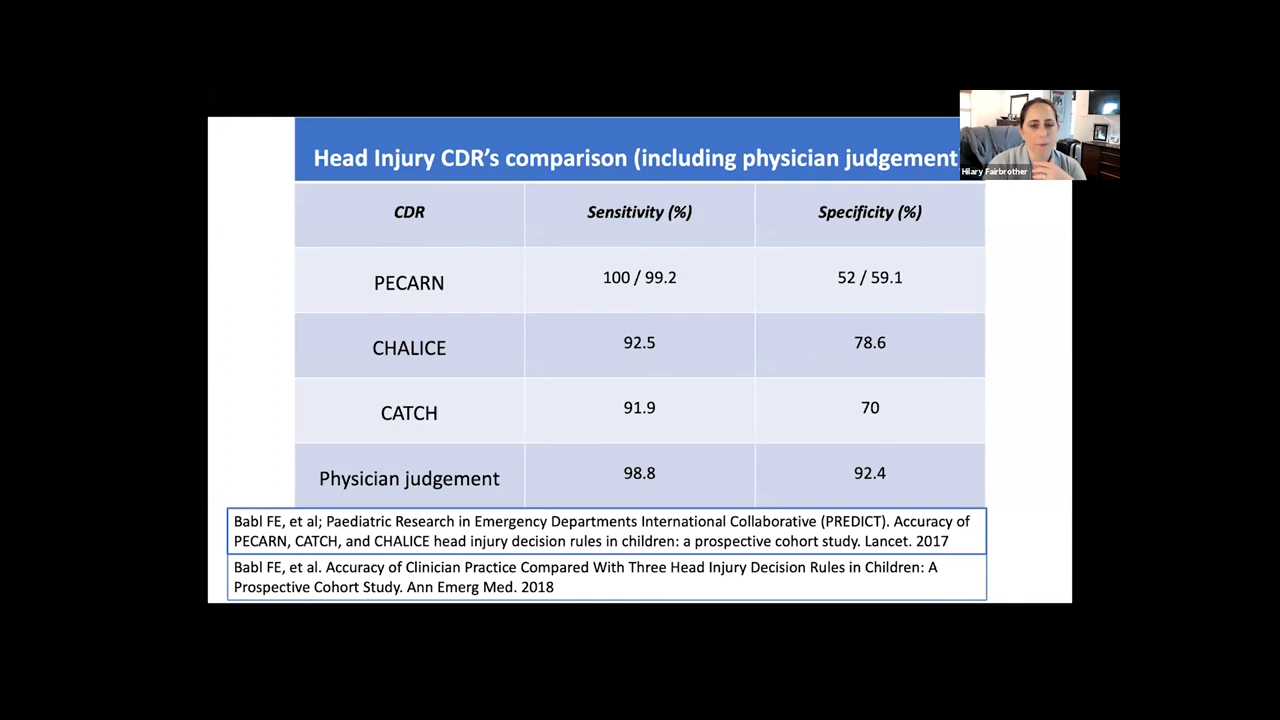 Head Injury CDR's comparison (including physician judgement
Hilary Fairbrother
CDR Sensitivity (%) Specificity (%)
PECARN 100 / 99.2 52 / 59.1
CHALICE 92.5 78.6
CATCH 91.9 70
Physician judgement 98.8 92.4
Babl FE, et al; Paediatric Research in Emergency Departments International Collaborative (PREDICT). Accuracy of
PECARN, CATCH, and CHALICE head injury decision rules in children: a prospective cohort study. Lancet. 2017
Babl FE, et al. Accuracy of Clinician Practice Compared With Three Head Injury Decision Rules in Children: A
Prospective Cohort Study. Ann Emerg Med. 2018